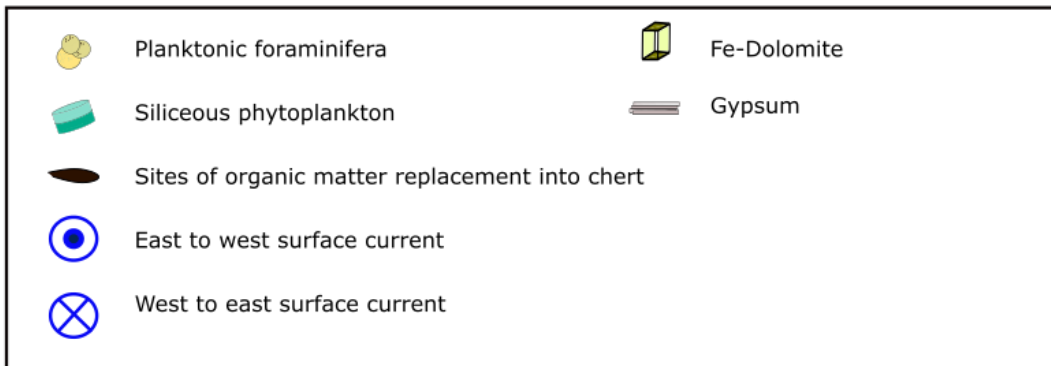 Planktonic foraminifera
Siliceous phytoplankton
Sites of organic matter replacement into chert
East to west surface current
West to east surface current
Fe-Dolomite
Gypsum